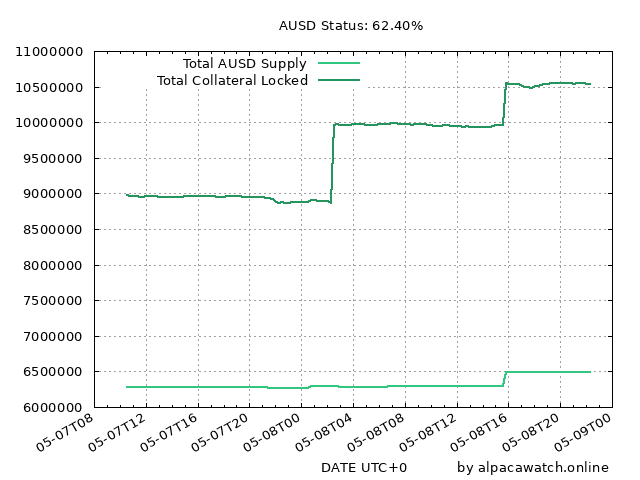 AUSD Status: 62.40%
Total AUSD Supply
Total Collateral Locked
11000000
10500000
10000000
9500000
9000000
8500000
8000000
7500000
7000000
6500000
6000000
05-07T08
05-07T12
05-07T16
05-07T20
05-08T00
05-08T04
05-08T08
05-08T12
05-08T16
05-08T20
05-09T00
DATE UTC+0 by alpacawatch.online